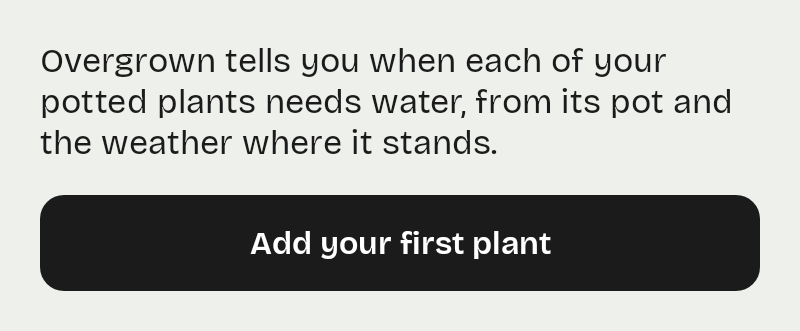 Overgrown tells you when each of your
potted plants needs water, from its pot and
the weather where it stands.
Add your first plant